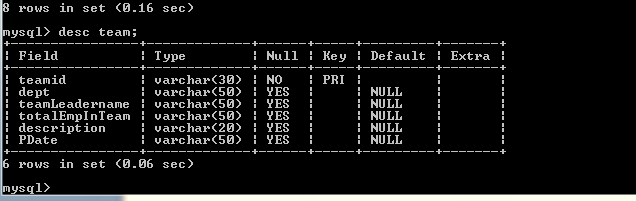 8 rows in set (0.16 sec)
mysql> desc team;
+----------------+-------------+------+-----+---------+-------+
| Field          | Type        | Null | Key | Default | Extra |
+----------------+-------------+------+-----+---------+-------+
| teamid         | varchar(30) | NO   | PRI |         |       |
| dept           | varchar(50) | YES  |     | NULL    |       |
| teamLeadername | varchar(50) | YES  |     | NULL    |       |
| totalEmpInTeam | varchar(50) | YES  |     | NULL    |       |
| description    | varchar(20) | YES  |     | NULL    |       |
| PDate          | varchar(50) | YES  |     | NULL    |       |
+----------------+-------------+------+-----+---------+-------+
6 rows in set (0.06 sec)
mysql>